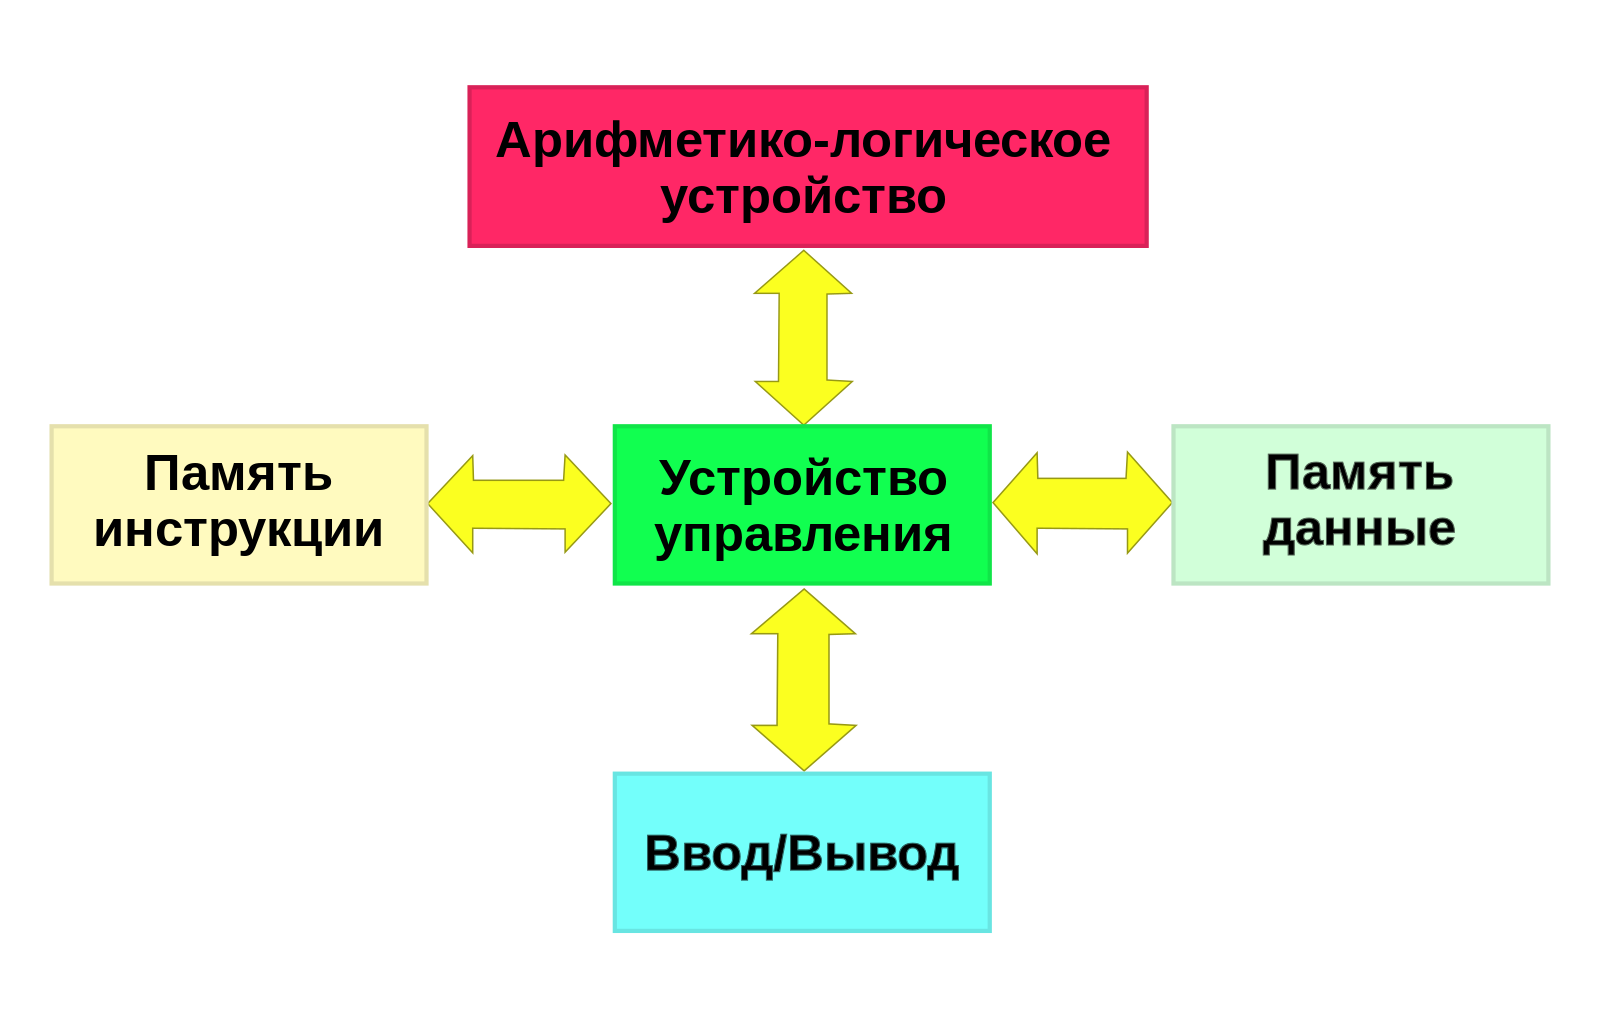 Арифметико-логическое
устройство
Память
инструкции
Устройство
управления
Память
данные
Ввод/Вывод